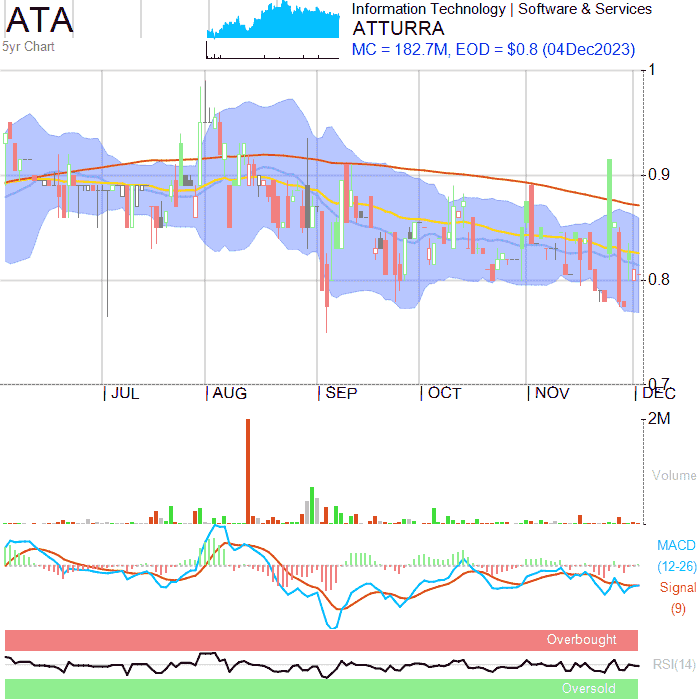 ATA
5yr Chart
Information Technology | Software & Services
ATTURRA
MC = 182.7M, EOD = $0.8 (04Dec2023)
1
0.9
0.8
0.7
JUL
AUG
SEP
OCT
NOV
DEC
2M
Volume
MACD
(12-26)
Signal
(9)
Overbought
RSI(14)
Oversold